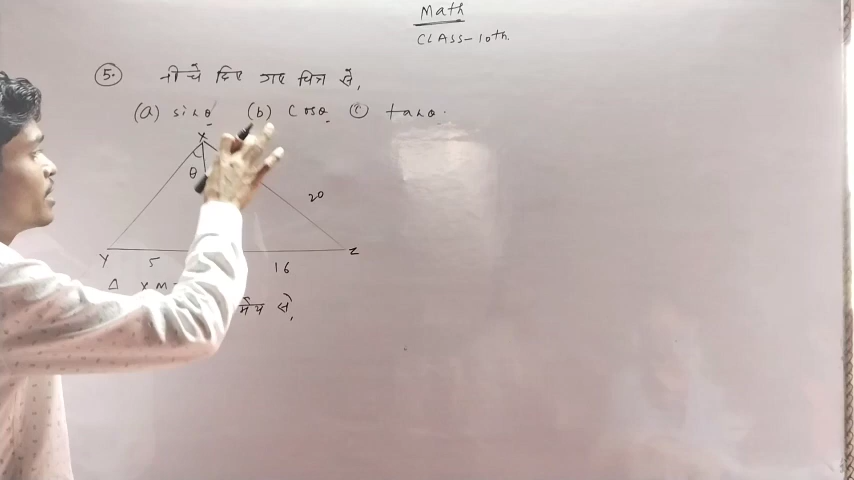 Math
CLASS-10th.
5. नीचे दिए गए चित्र से,
(a) sinθ (b) cosθ (c) tanθ.
X
θ
20
Y 5 16 Z
Δ XM
मेय से,